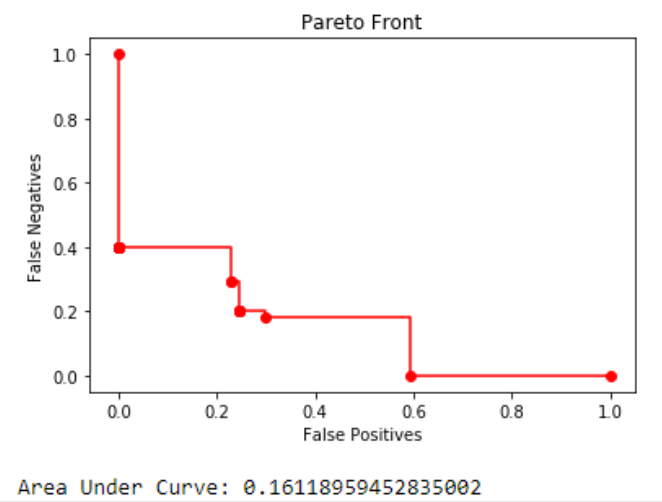 Pareto Front
1.0
0.8
0.6
0.4
0.2
0.0
False Negatives
0.0 0.2 0.4 0.6 0.8 1.0
False Positives
Area Under Curve: 0.16118959452835002